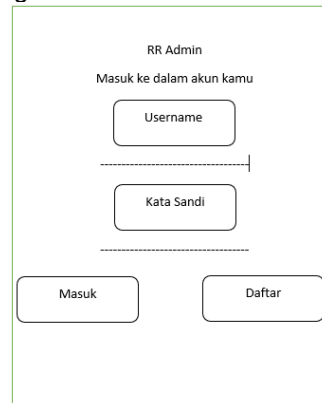 RR Admin
Masuk ke dalam akun kamu
Username
Kata Sandi
Masuk
Daftar